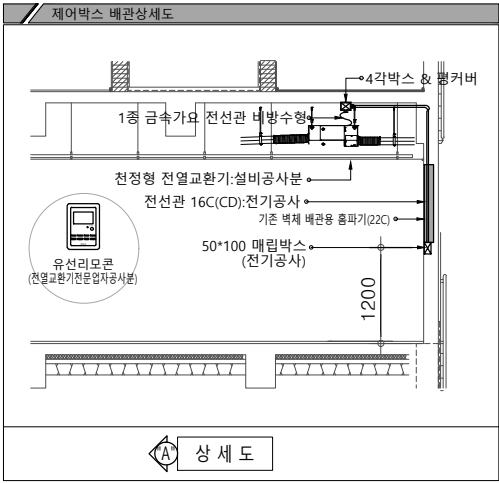 제어박스 배관상세도
4각박스 & 평커버
1종 금속가요 전선관 비방수형
천정형 전열교환기:설비공사분
전선관 16C(CD):전기공사
기존 벽체 배관용 홈파기(22C)
50*100 매립박스
(전기공사)
유선리모콘
(전열교환기전문업자공사분)
1200
"A" 상 세 도